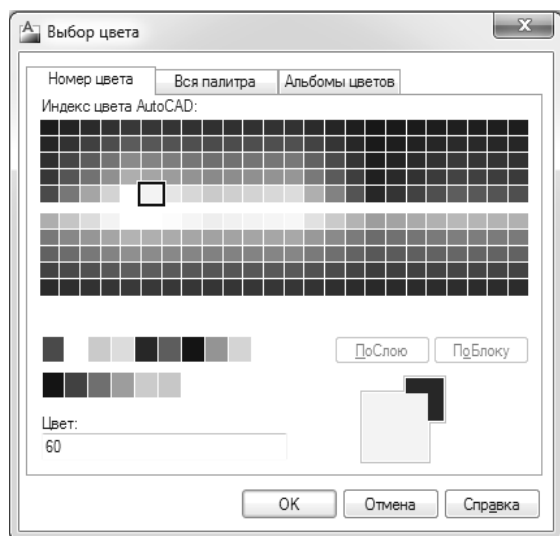 Выбор цвета
Номер цвета
Вся палитра
Альбомы цветов
Индекс цвета AutoCAD:
ПоСлою
ПоБлоку
Цвет:
60
OK
Отмена
Справка